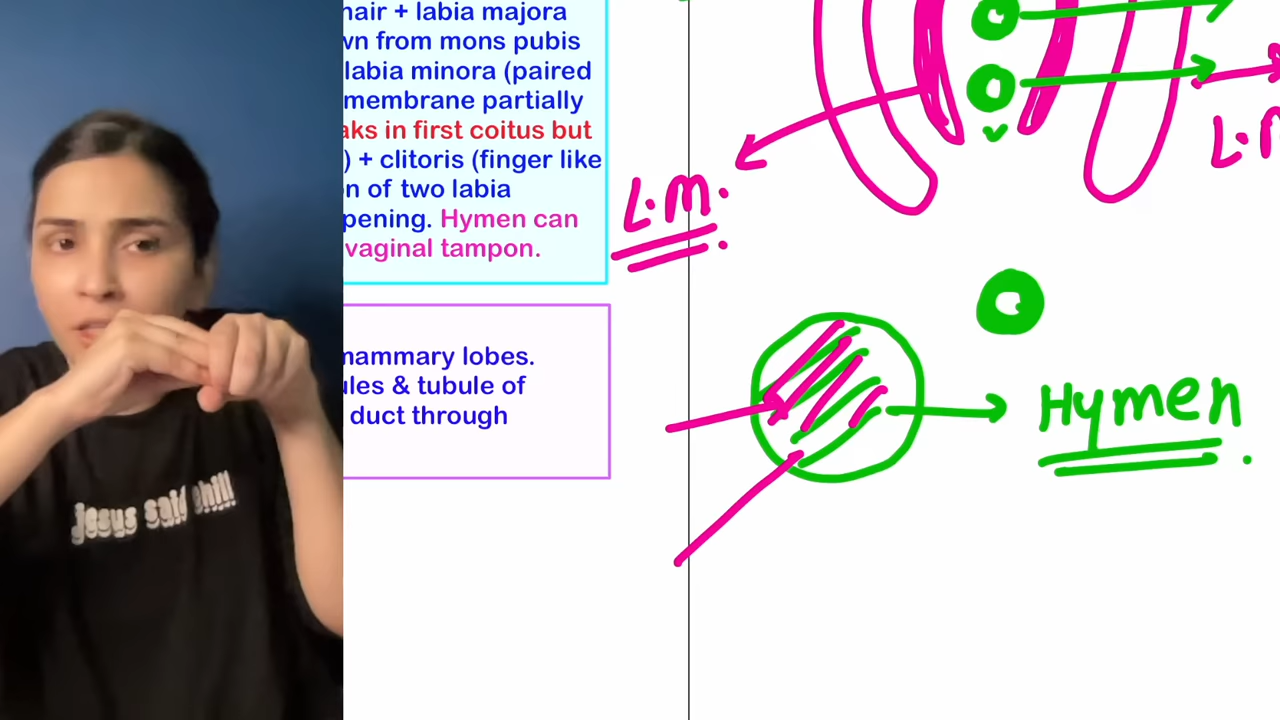 hair + labia majora
wn from mons pubis
labia minora (paired
membrane partially
aks in first coitus but
) + clitoris (finger like
n of two labia
pening. Hymen can
vaginal tampon.
mammary lobes.
ules & tubule of
duct through
L.M.
L.M
Hymen
jesus said chill